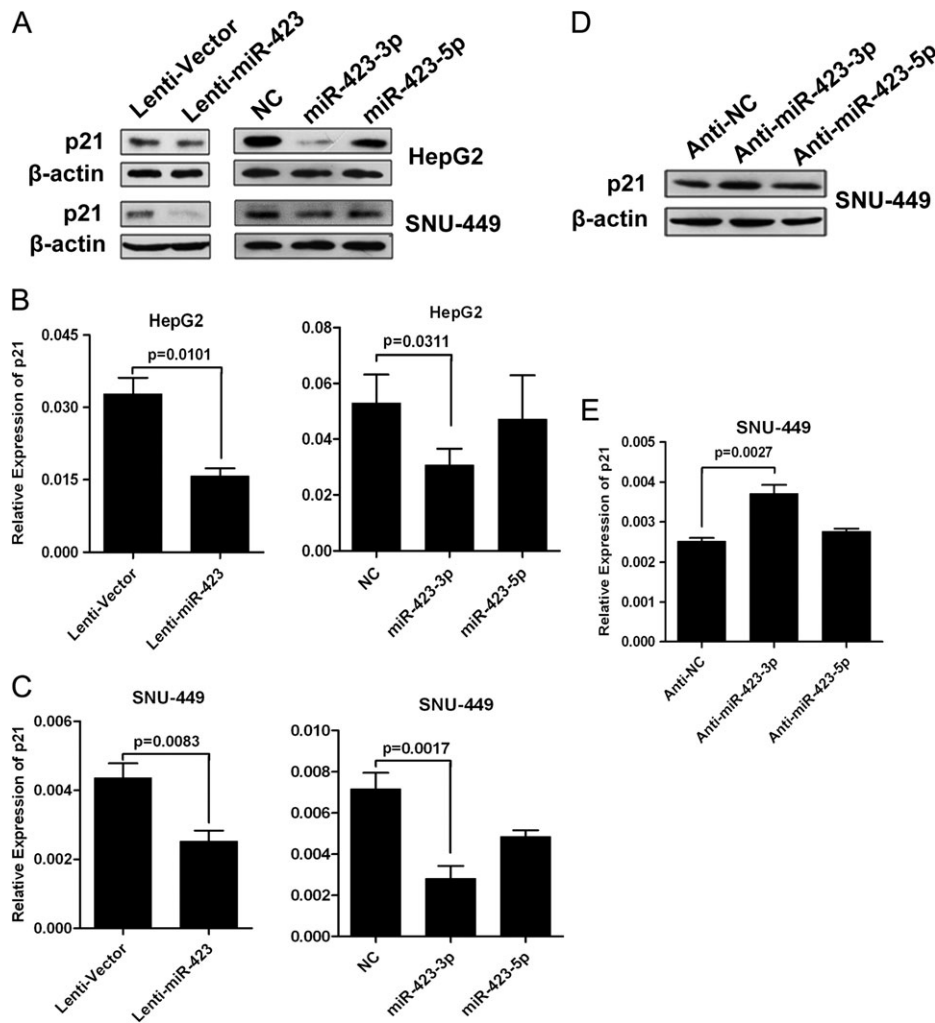 A
Lenti-Vector
Lenti-miR-423
NC
miR-423-3p
miR-423-5p
p21
β-actin
HepG2
p21
β-actin
SNU-449
D
Anti-NC
Anti-miR-423-3p
Anti-miR-423-5p
p21
β-actin
SNU-449
B
HepG2
Relative Expression of p21
0.045
0.030
0.015
0.000
p=0.0101
Lenti-Vector
Lenti-miR-423
HepG2
0.08
0.06
0.04
0.02
0.00
p=0.0311
NC
miR-423-3p
miR-423-5p
E
SNU-449
Relative Expression of p21
0.005
0.004
0.003
0.002
0.001
0.000
p=0.0027
Anti-NC
Anti-miR-423-3p
Anti-miR-423-5p
C
SNU-449
Relative Expression of p21
0.006
0.004
0.002
0.000
p=0.0083
Lenti-Vector
Lenti-miR-423
SNU-449
0.010
0.008
0.006
0.004
0.002
0.000
p=0.0017
NC
miR-423-3p
miR-423-5p